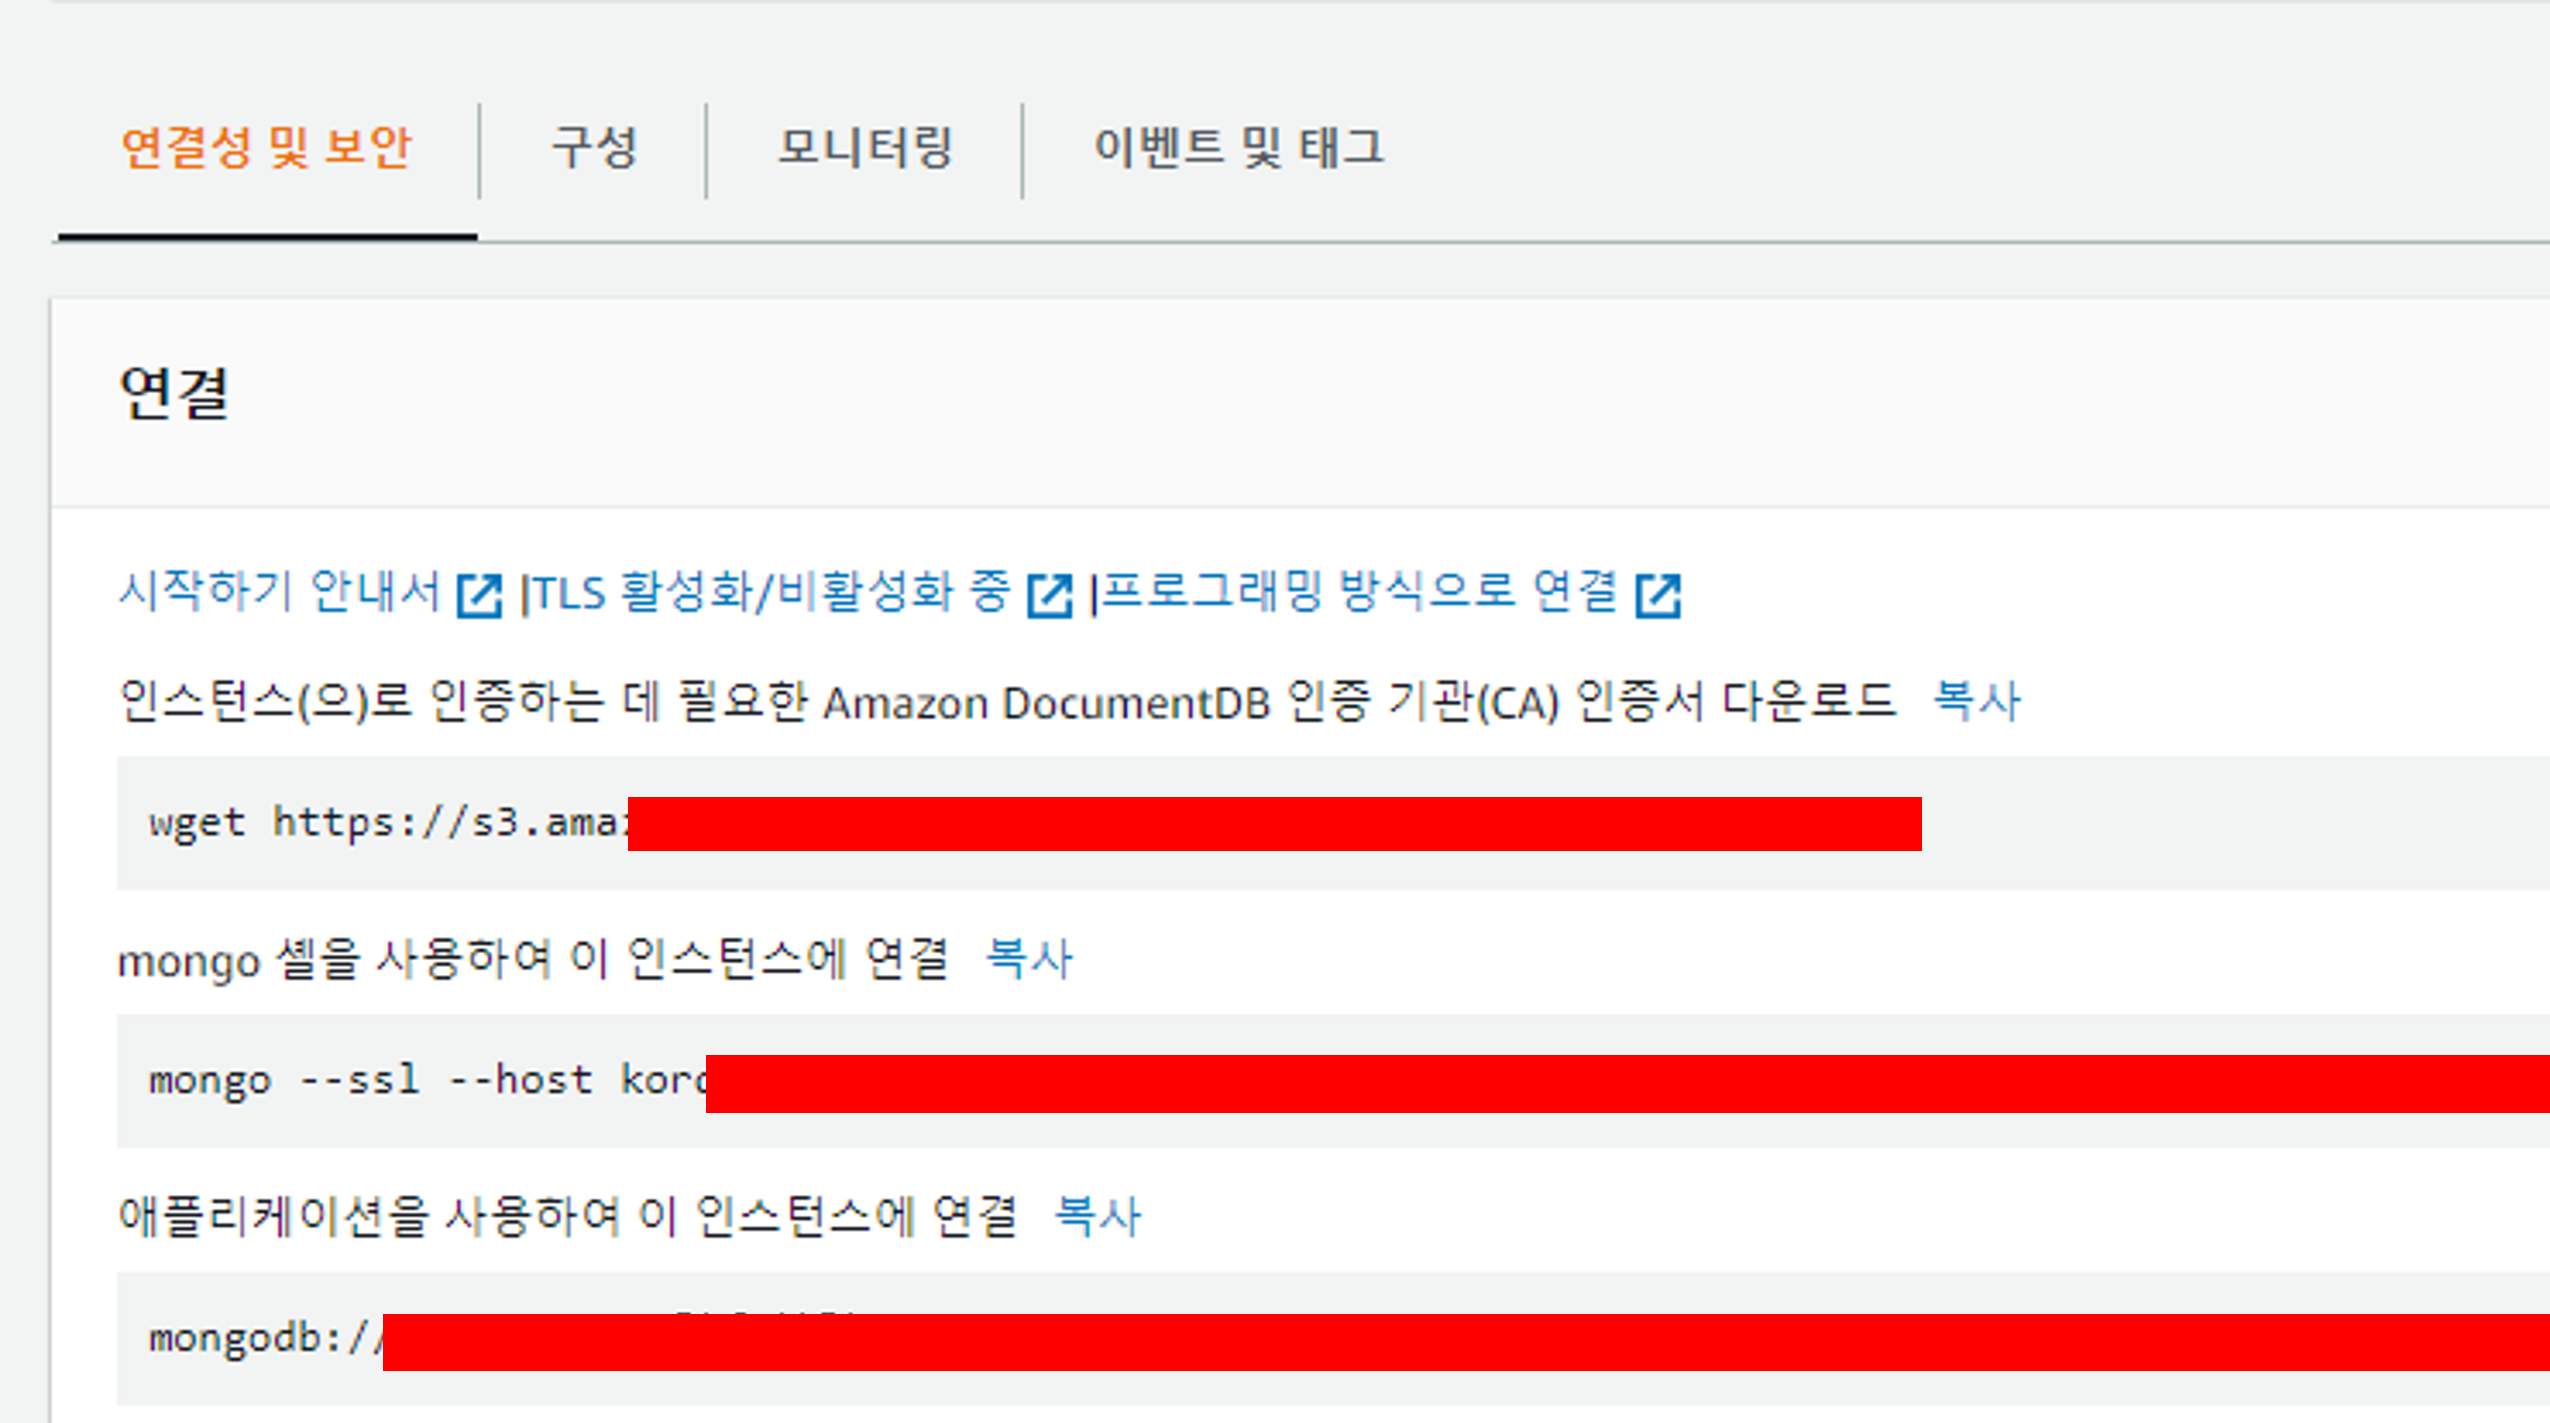 연결성 및 보안 구성 모니터링 이벤트 및 태그
연결
시작하기 안내서 |TLS 활성화/비활성화 중 |프로그래밍 방식으로 연결
인스턴스(으)로 인증하는 데 필요한 Amazon DocumentDB 인증 기관(CA) 인증서 다운로드 복사
wget https://s3.ama
mongo 셸을 사용하여 이 인스턴스에 연결 복사
mongo --ssl --host kor
애플리케이션을 사용하여 이 인스턴스에 연결 복사
mongodb://